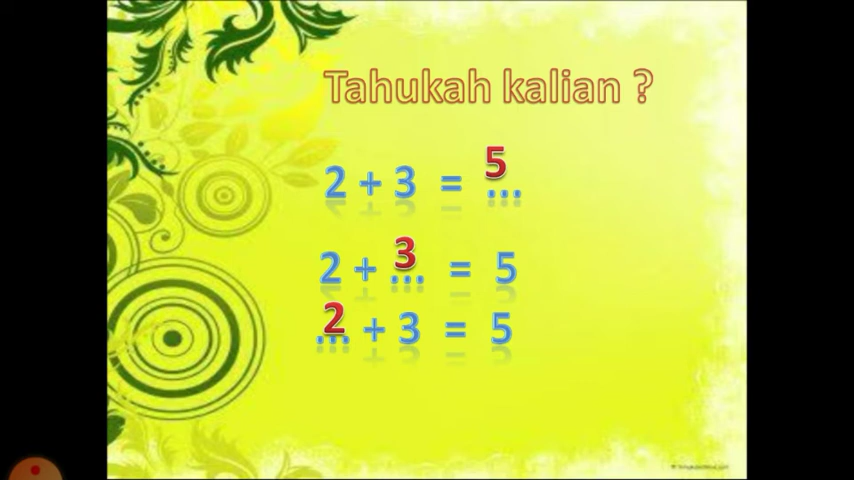 Tahukah kalian ?
2 + 3 = 5 ...
2 + 3 ... = 5
2 ... + 3 = 5